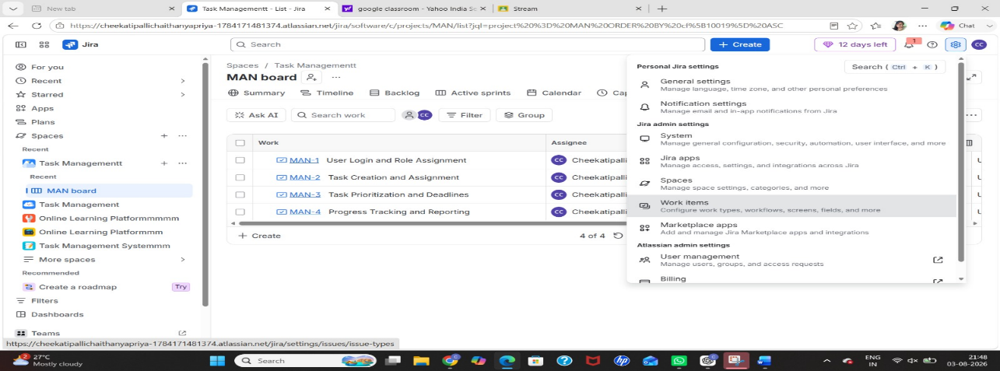 New tab
Task Managementt - List - Jira
google classroom - Yahoo India Se
Stream
https://cheekatipallichaithanyapriya-1784171481374.atlassian.net/jira/software/c/projects/MAN/list?jql=project%20%3D%20MAN%20ORDER%20BY%20cf%5B10019%5D%20ASC
Chat
Jira
Search
+ Create
12 days left
1
CC
For you
Recent
Starred
Apps
Plans
Spaces
Recent
Task Managementt
Recent
MAN board
Task Management
Online Learning Platformmmmm
Online Learning Platformmm
Task Management Systemmm
More spaces
Recommended
Create a roadmap
Try
Filters
Dashboards
Teams
Spaces / Task Managementt
MAN board
Summary
Timeline
Backlog
Active sprints
Calendar
Ask AI
Search work
CC
Filter
Group
Work
Assignee
MAN-1 User Login and Role Assignment
CC Cheekatipalli
MAN-2 Task Creation and Assignment
CC Cheekatipalli
MAN-3 Task Prioritization and Deadlines
CC Cheekatipalli
MAN-4 Progress Tracking and Reporting
CC Cheekatipalli
+ Create
4 of 4
Personal Jira settings
Search ( Ctrl + K )
General settings
Manage language, time zone, and other personal preferences
Notification settings
Manage email and in-app notifications from Jira
Jira admin settings
System
Manage general configuration, security, automation, user interface, and more
Jira apps
Manage access, settings, and integrations across Jira
Spaces
Manage space settings, categories, and more
Work items
Configure work types, workflows, screens, fields, and more
Marketplace apps
Add and manage Jira Marketplace apps and integrations
Atlassian admin settings
User management
Manage users, groups, and access requests
Billing
https://cheekatipallichaithanyapriya-1784171481374.atlassian.net/jira/settings/issues/issue-types
2
27°C
Mostly cloudy
Search
hp
ENG
IN
21:48
03-08-2026